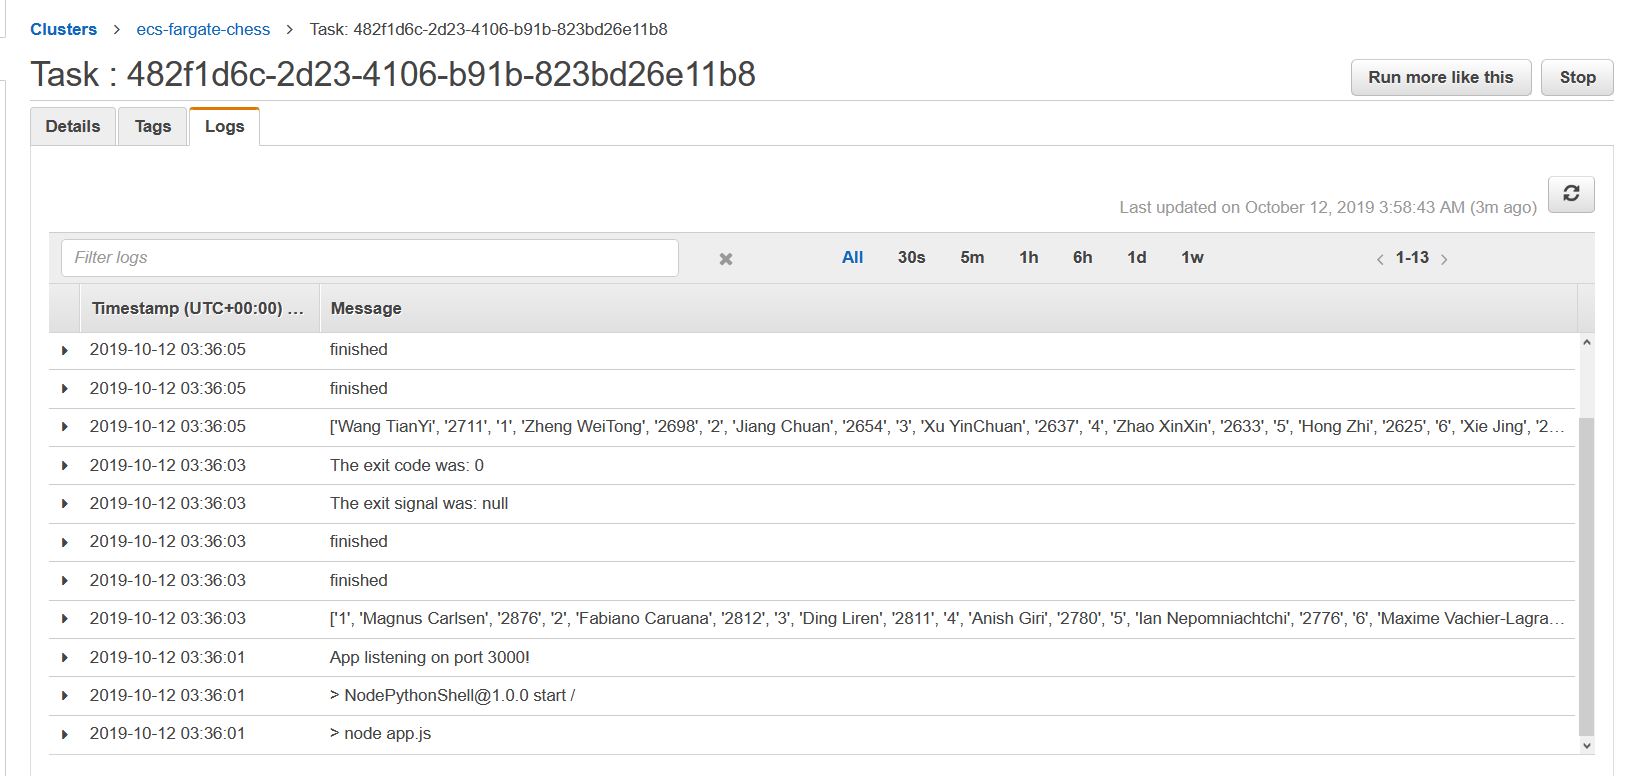 Clusters > ecs-fargate-chess > Task: 482f1d6c-2d23-4106-b91b-823bd26e11b8
Task : 482f1d6c-2d23-4106-b91b-823bd26e11b8
Run more like this Stop
Details Tags Logs
Last updated on October 12, 2019 3:58:43 AM (3m ago)
Filter logs All 30s 5m 1h 6h 1d 1w < 1-13 >
Timestamp (UTC+00:00) ... Message
2019-10-12 03:36:05 finished
2019-10-12 03:36:05 finished
2019-10-12 03:36:05 ['Wang TianYi', '2711', '1', 'Zheng WeiTong', '2698', '2', 'Jiang Chuan', '2654', '3', 'Xu YinChuan', '2637', '4', 'Zhao XinXin', '2633', '5', 'Hong Zhi', '2625', '6', 'Xie Jing', '2...
2019-10-12 03:36:03 The exit code was: 0
2019-10-12 03:36:03 The exit signal was: null
2019-10-12 03:36:03 finished
2019-10-12 03:36:03 finished
2019-10-12 03:36:03 ['1', 'Magnus Carlsen', '2876', '2', 'Fabiano Caruana', '2812', '3', 'Ding Liren', '2811', '4', 'Anish Giri', '2780', '5', 'Ian Nepomniachtchi', '2776', '6', 'Maxime Vachier-Lagra...
2019-10-12 03:36:01 App listening on port 3000!
2019-10-12 03:36:01 > NodePythonShell@1.0.0 start /
2019-10-12 03:36:01 > node app.js